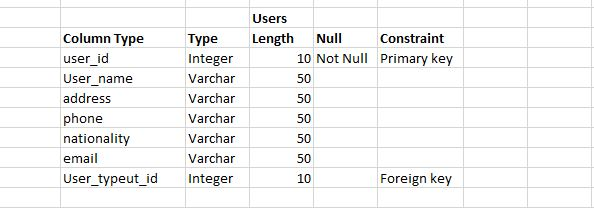 Users
Column Type Type Length Null Constraint
user_id Integer 10 Not Null Primary key
User_name Varchar 50
address Varchar 50
phone Varchar 50
nationality Varchar 50
email Varchar 50
User_typeut_id Integer 10 Foreign key